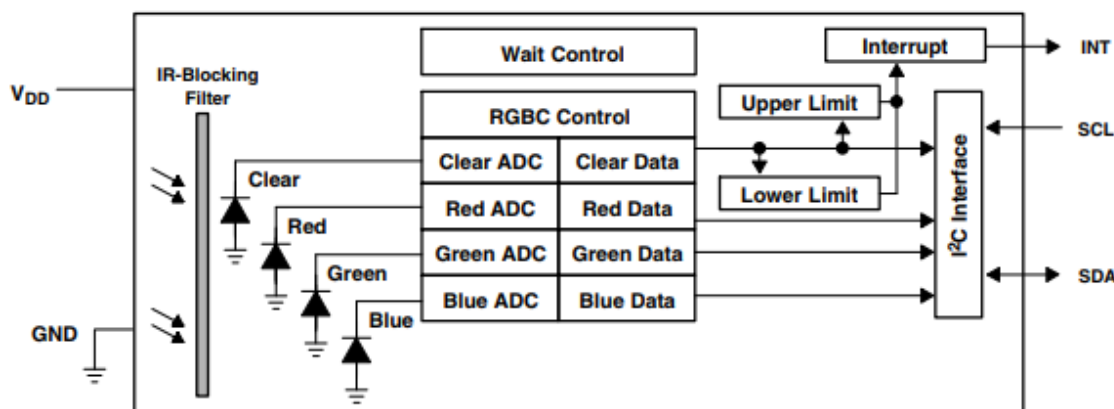 Wait Control
Interrupt
INT
IR-Blocking
Filter
V_DD
Upper Limit
RGBC Control
SCL
Clear ADC
Clear Data
Clear
Lower Limit
Red ADC
Red Data
I²C Interface
Red
Green ADC
Green Data
Green
SDA
Blue ADC
Blue Data
Blue
GND